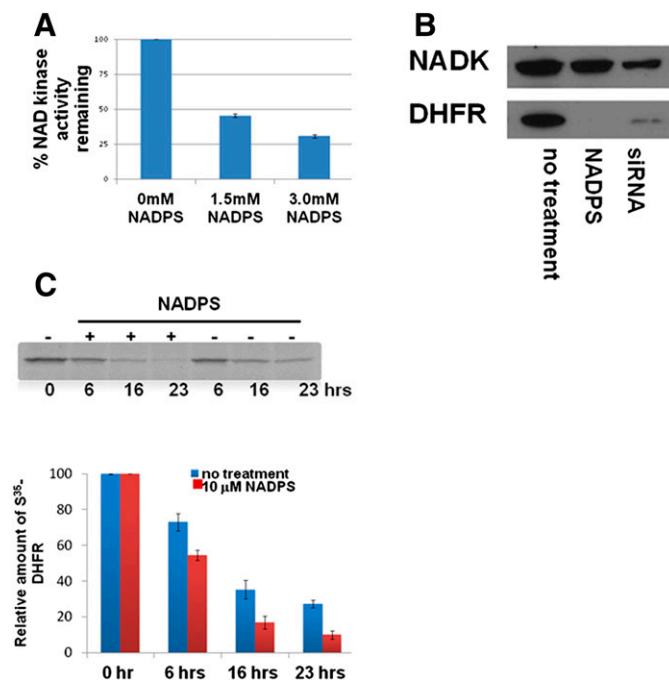 A
% NAD kinase
activity
remaining
100
75
50
25
0
0mM
NADPS
1.5mM
NADPS
3.0mM
NADPS
B
NADK
DHFR
no treatment
NADPS
siRNA
C
NADPS
- + + + - - -
0 6 16 23 6 16 23 hrs
Relative amount of S35-
DHFR
100
80
60
40
20
0
no treatment
10 μM NADPS
0 hr 6 hrs 16 hrs 23 hrs